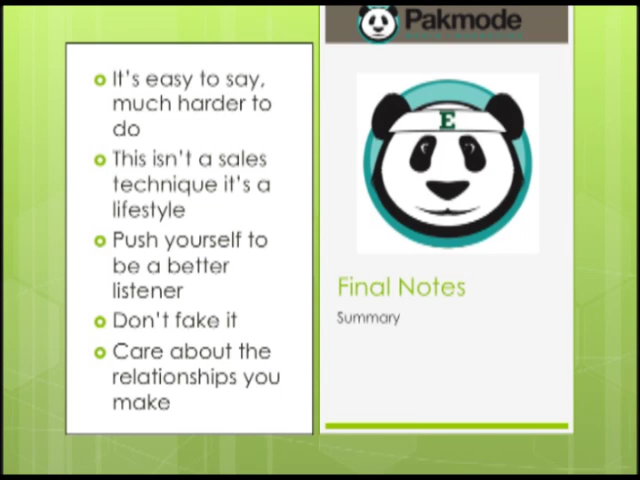 It's easy to say,
much harder to
do
This isn't a sales
technique it's a
lifestyle
Push yourself to
be a better
listener
Don't fake it
Care about the
relationships you
make
Pakmode
E
Final Notes
Summary